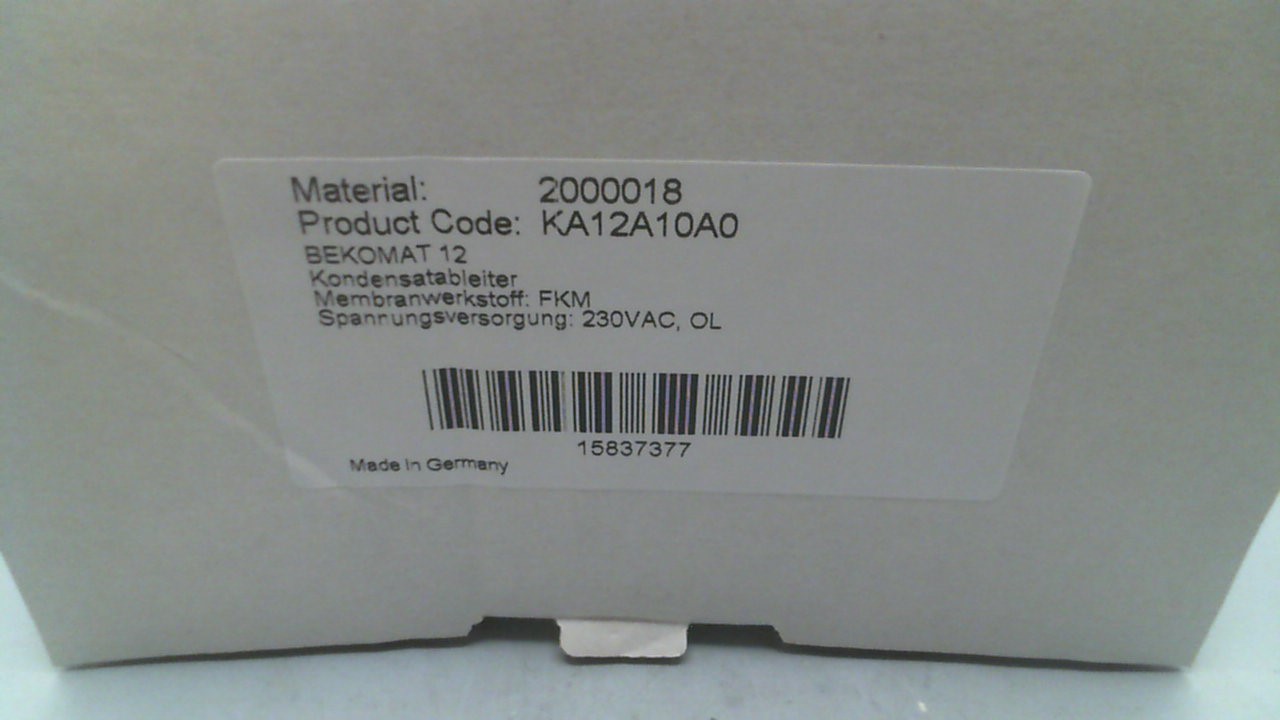 Material: 2000018
Product Code: KA12A10A0
BEKOMAT 12
Kondensatableiter
Membranwerkstoff: FKM
Spannungsversorgung: 230VAC, OL
15837377
Made in Germany